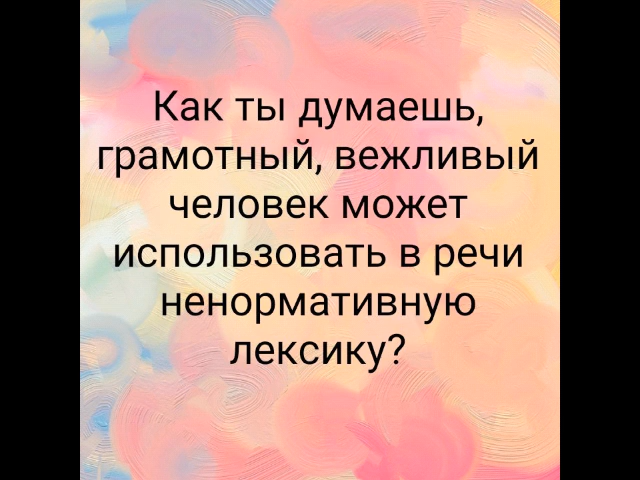 Как ты думаешь,
грамотный, вежливый
человек может
использовать в речи
ненормативную
лексику?